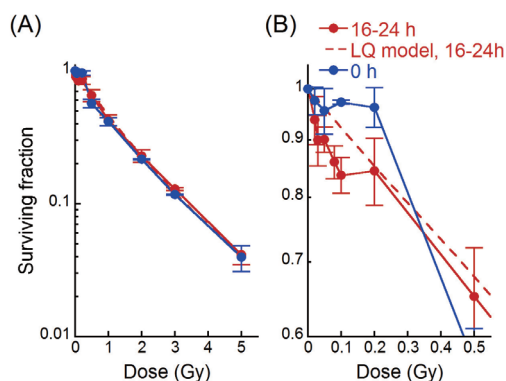 (A)
(B)
16-24 h
LQ model, 16-24h
0 h
Surviving fraction
1
0.1
0.01
0 1 2 3 4 5
Dose (Gy)
1
0.9
0.8
0.7
0.6
0.0 0.1 0.2 0.3 0.4 0.5
Dose (Gy)